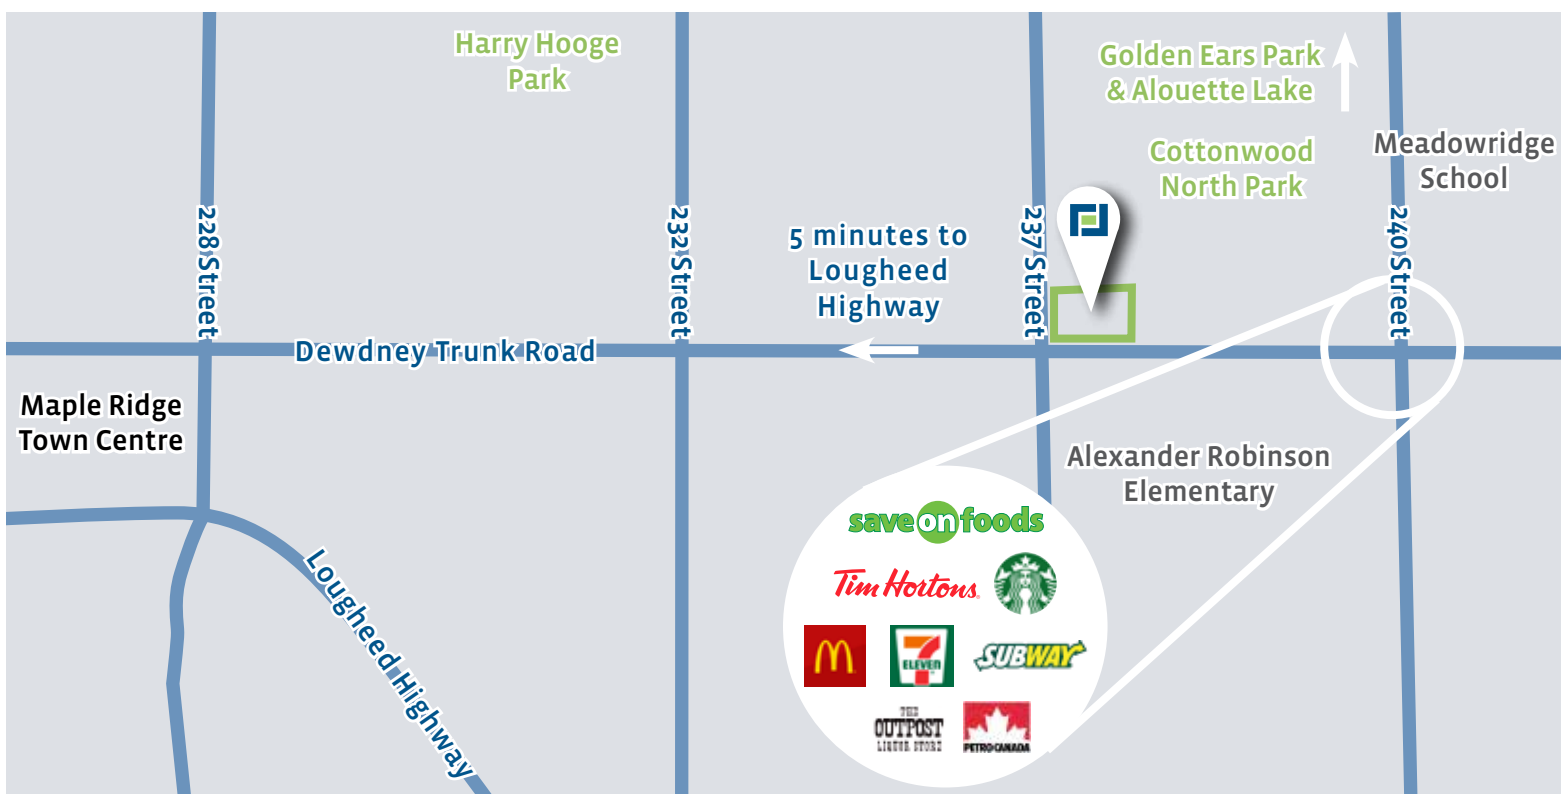 Harry Hooge
Park
Golden Ears Park
& Alouette Lake
Cottonwood
North Park
Meadowridge
School
228 Street
232 Street
5 minutes to
Lougheed
Highway
237 Street
240 Street
Dewdney Trunk Road
Maple Ridge
Town Centre
Alexander Robinson
Elementary
save on foods
Tim Hortons
7
ELEVEN
SUBWAY
THE
OUTPOST
LIQUOR STORE
PETRO CANADA
Lougheed Highway